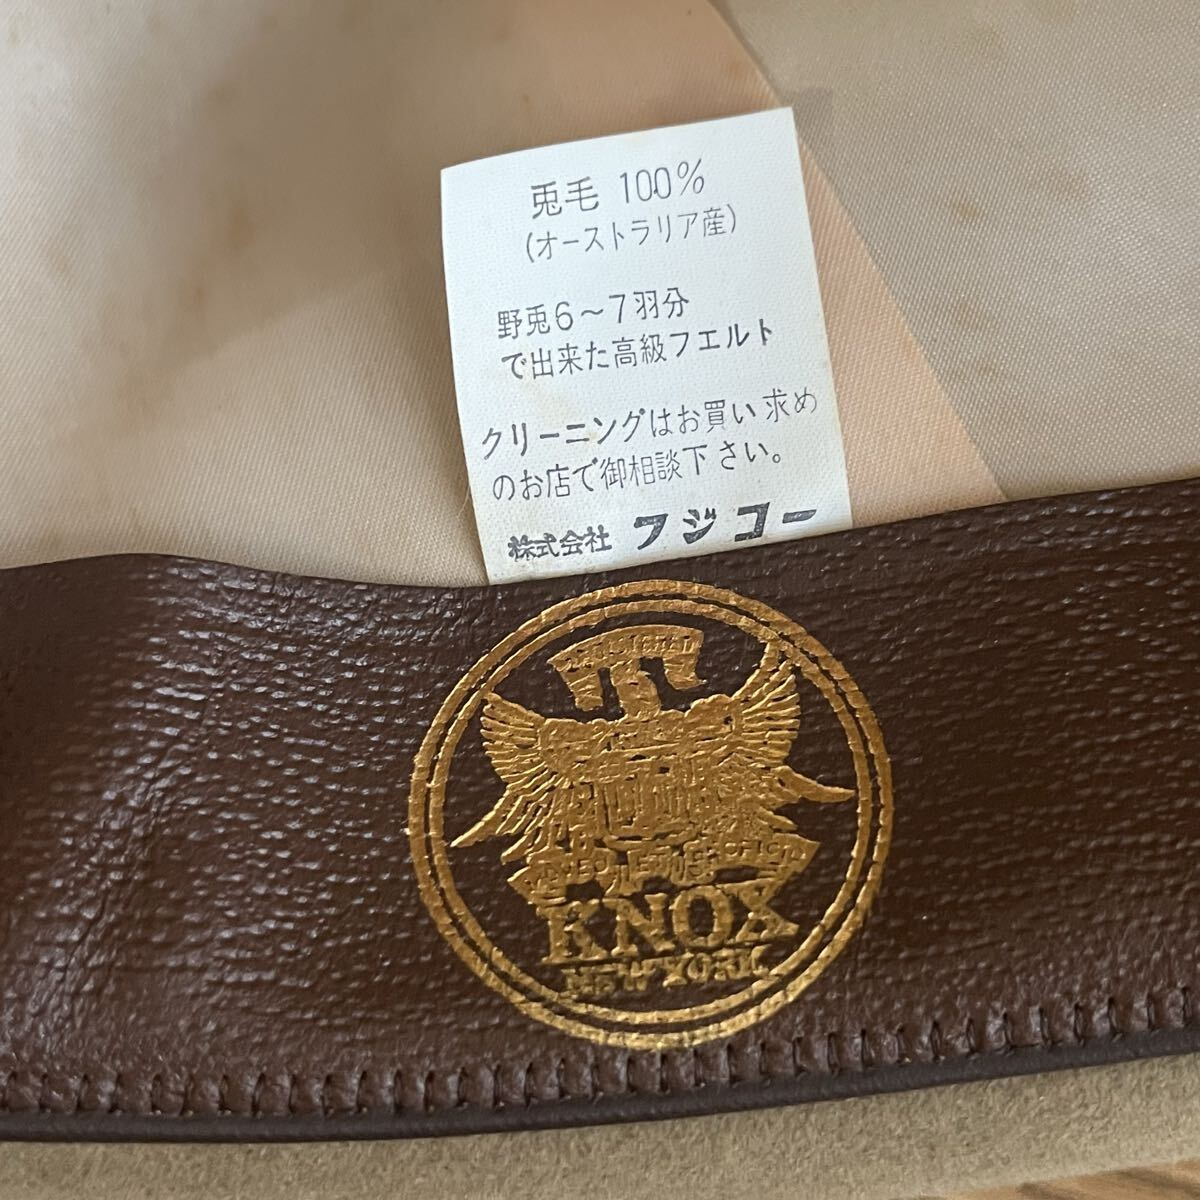 兎毛 100%
(オーストラリア産)
野兎6～7羽分
で出来た高級フエルト
クリーニングはお買い求め
のお店で御相談下さい。
株式会社 フジコー
KNOX
NEW YORK